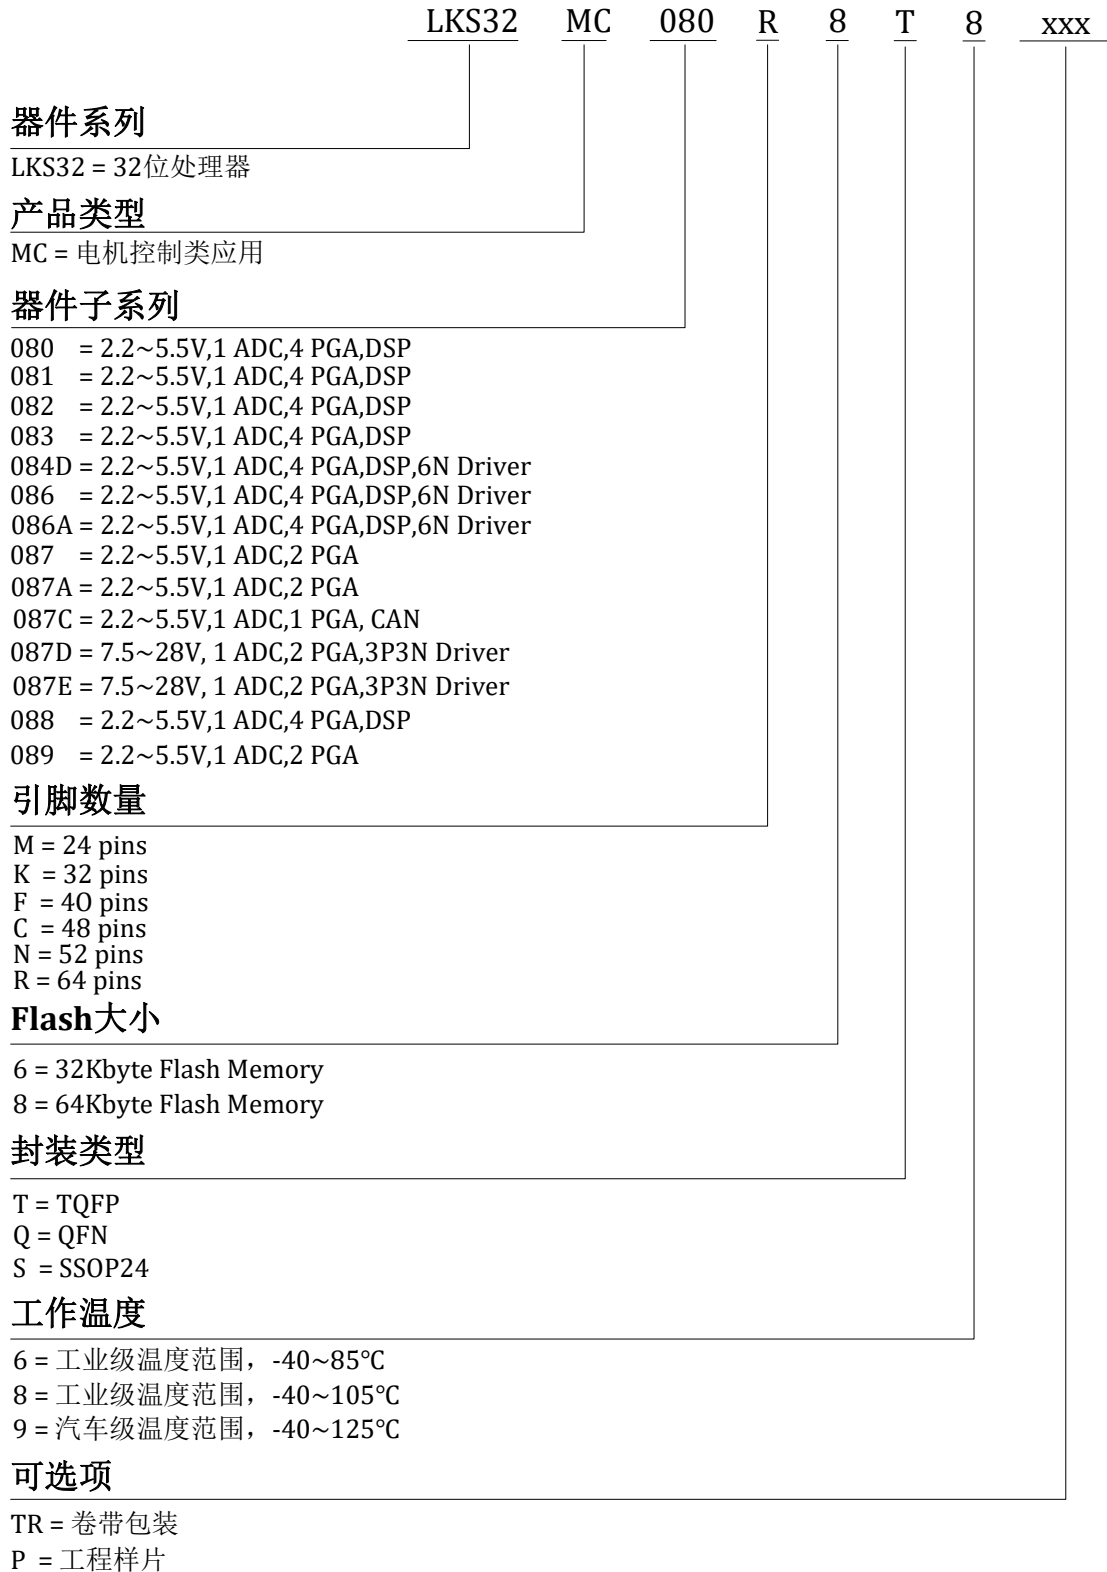 LKS32 MC 080 R 8 T 8 xxx
器件系列
LKS32 = 32位处理器
产品类型
MC = 电机控制类应用
器件子系列
080 = 2.2~5.5V,1 ADC,4 PGA,DSP
081 = 2.2~5.5V,1 ADC,4 PGA,DSP
082 = 2.2~5.5V,1 ADC,4 PGA,DSP
083 = 2.2~5.5V,1 ADC,4 PGA,DSP
084D = 2.2~5.5V,1 ADC,4 PGA,DSP,6N Driver
086 = 2.2~5.5V,1 ADC,4 PGA,DSP,6N Driver
086A = 2.2~5.5V,1 ADC,4 PGA,DSP,6N Driver
087 = 2.2~5.5V,1 ADC,2 PGA
087A = 2.2~5.5V,1 ADC,2 PGA
087C = 2.2~5.5V,1 ADC,1 PGA, CAN
087D = 7.5~28V, 1 ADC,2 PGA,3P3N Driver
087E = 7.5~28V, 1 ADC,2 PGA,3P3N Driver
088 = 2.2~5.5V,1 ADC,4 PGA,DSP
089 = 2.2~5.5V,1 ADC,2 PGA
引脚数量
M = 24 pins
K = 32 pins
F = 4O pins
C = 48 pins
N = 52 pins
R = 64 pins
Flash大小
6 = 32Kbyte Flash Memory
8 = 64Kbyte Flash Memory
封装类型
T = TQFP
Q = QFN
S = SSOP24
工作温度
6 = 工业级温度范围，-40~85℃
8 = 工业级温度范围，-40~105℃
9 = 汽车级温度范围，-40~125℃
可选项
TR = 卷带包装
P = 工程样片